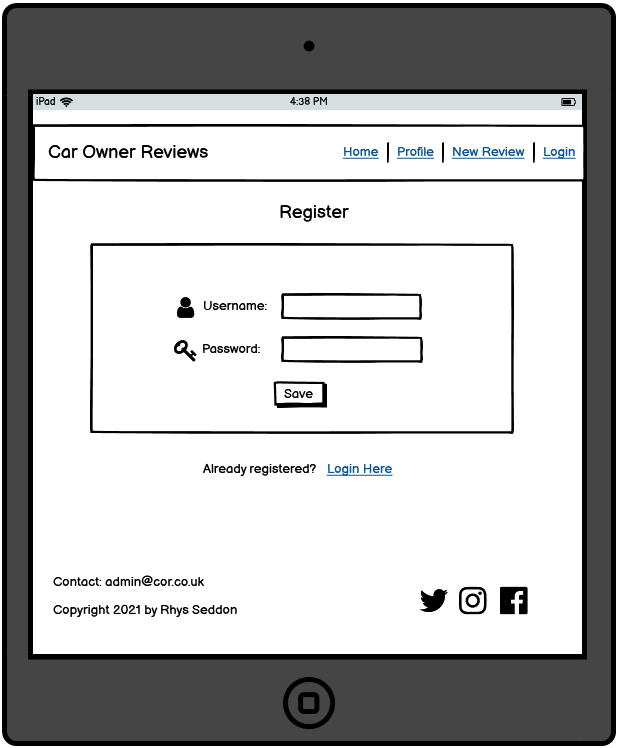 iPad 4:38 PM
Car Owner Reviews Home Profile New Review Login
Register
Username:
Password:
Save
Already registered? Login Here
Contact: admin@cor.co.uk
Copyright 2021 by Rhys Seddon